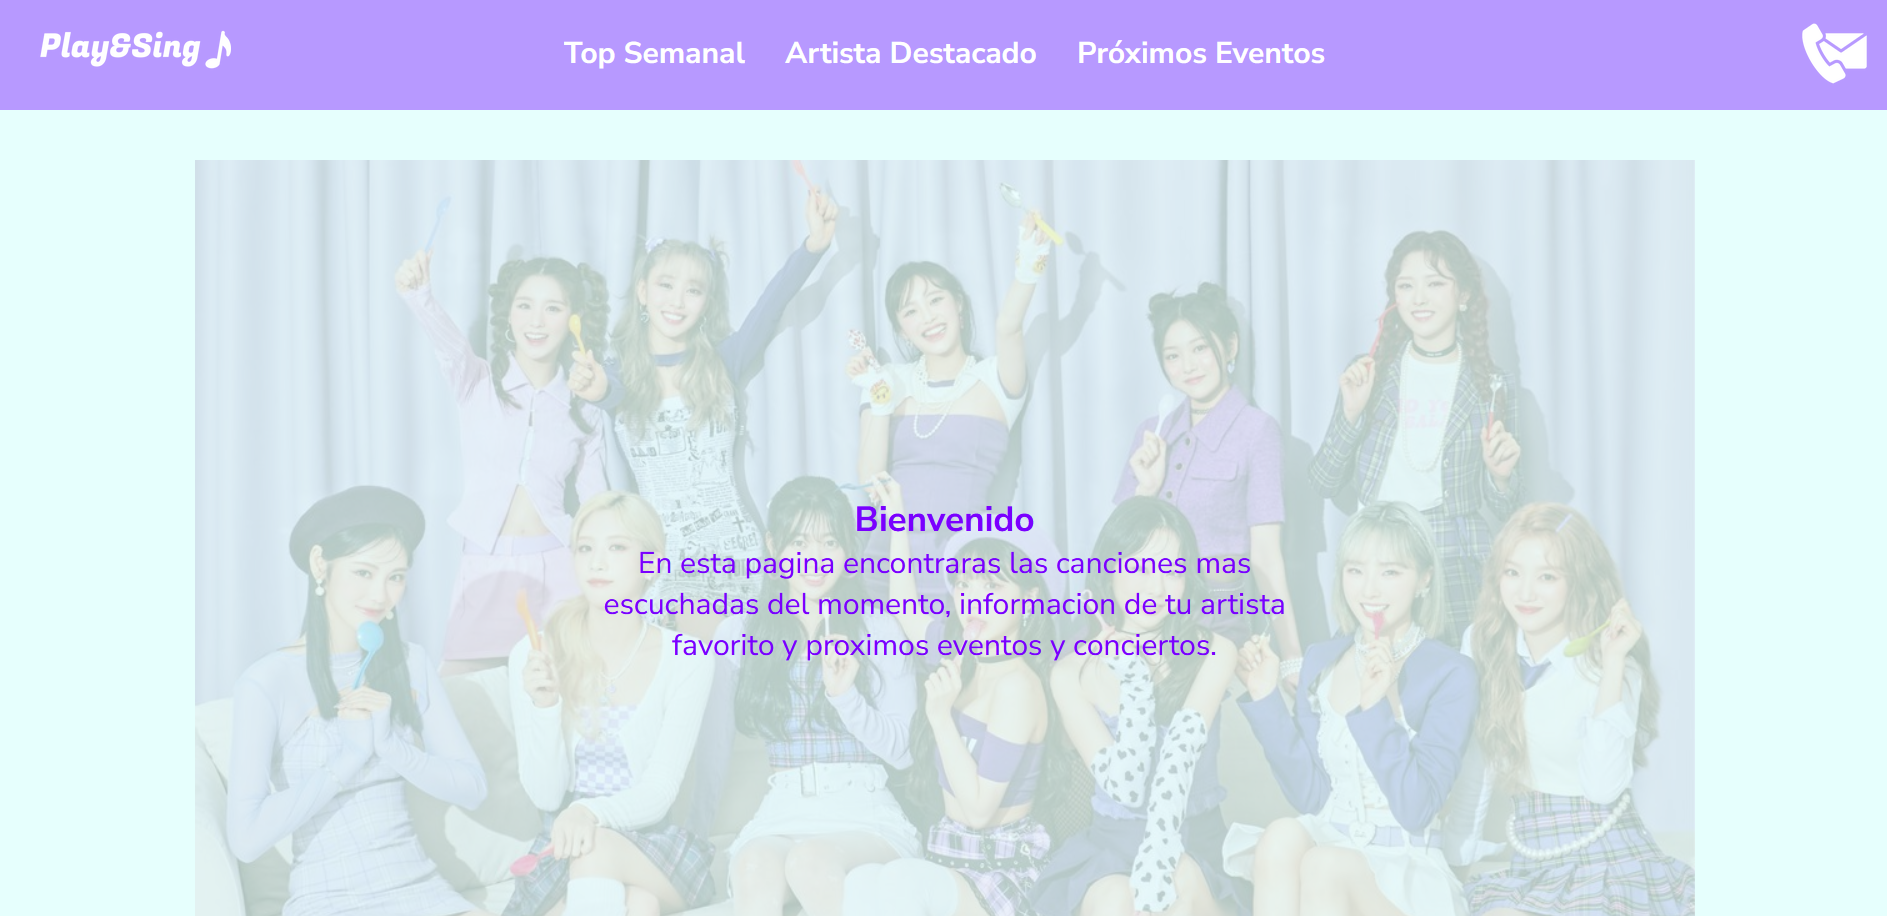 Play&Sing
Top Semanal
Artista Destacado
Próximos Eventos
Bienvenido
En esta pagina encontraras las canciones mas
escuchadas del momento, informacion de tu artista
favorito y proximos eventos y conciertos.